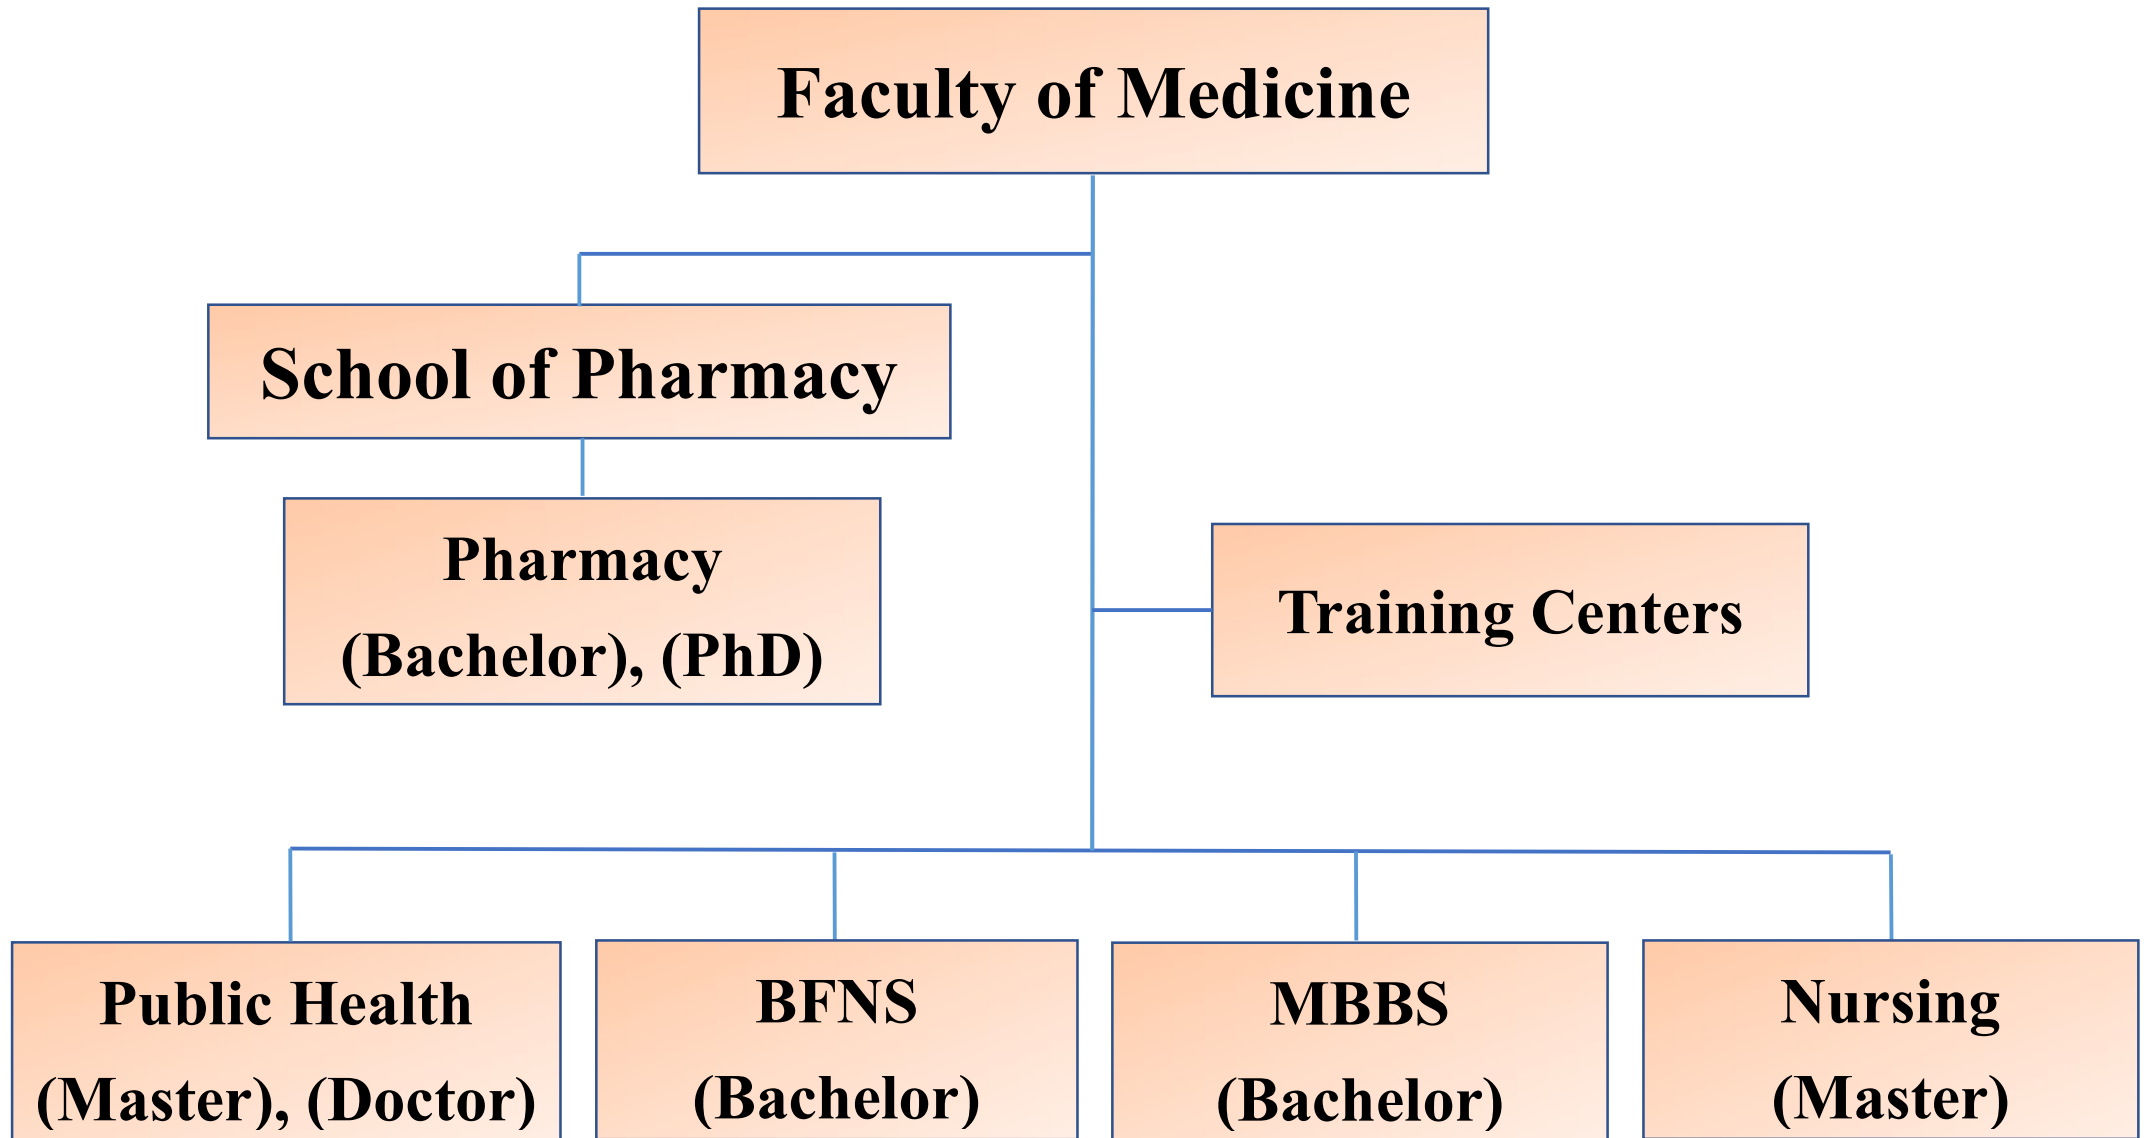 Faculty of Medicine
School of Pharmacy
Pharmacy
(Bachelor), (PhD)
Training Centers
Public Health
(Master), (Doctor)
BFNS
(Bachelor)
MBBS
(Bachelor)
Nursing
(Master)